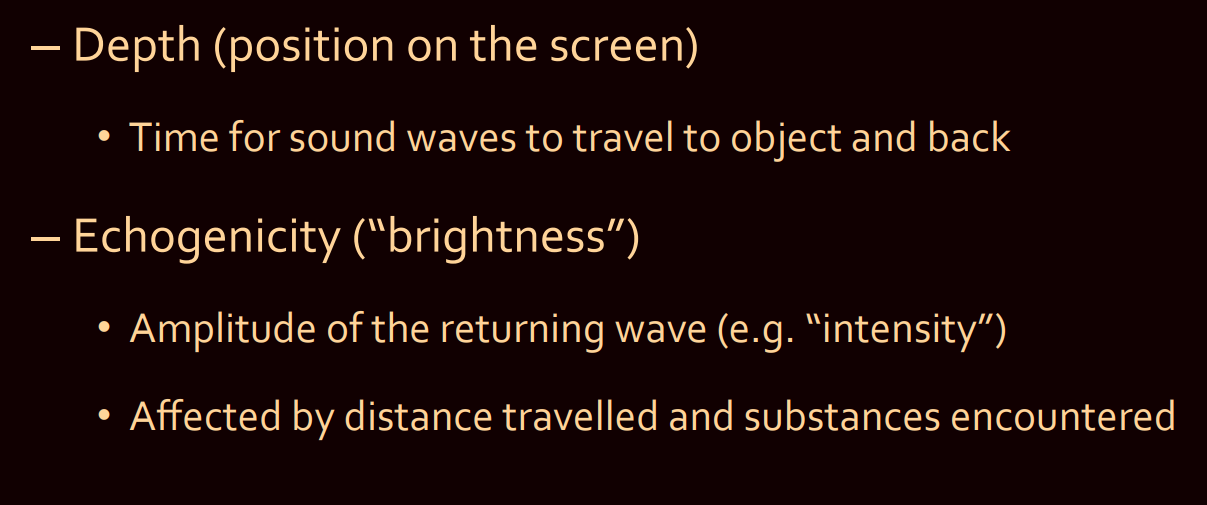 – Depth (position on the screen)
• Time for sound waves to travel to object and back
– Echogenicity (“brightness”)
• Amplitude of the returning wave (e.g. “intensity”)
• Affected by distance travelled and substances encountered